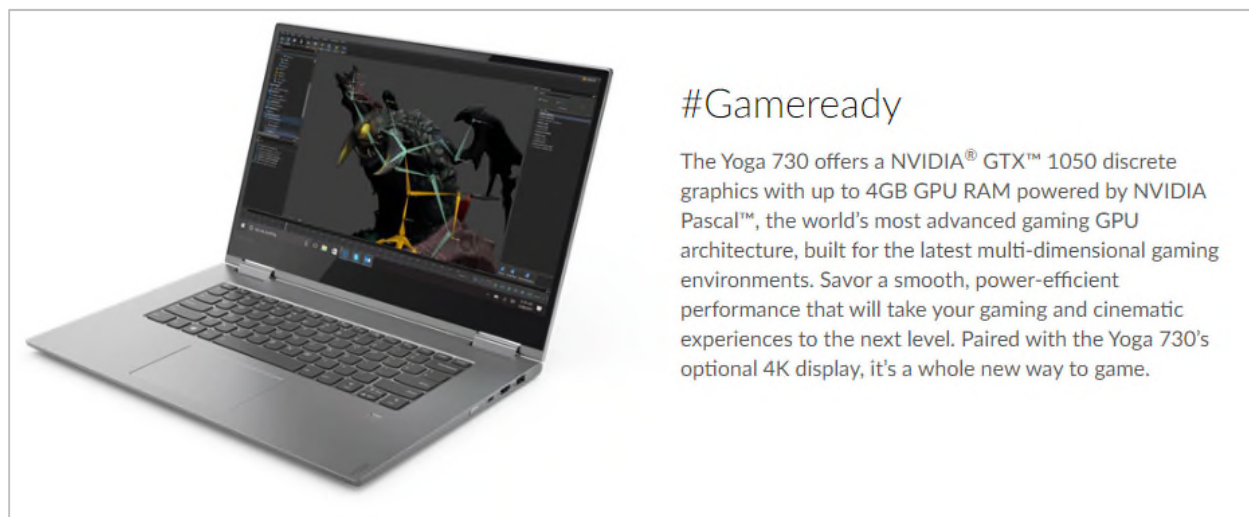 #Gameready
The Yoga 730 offers a NVIDIA® GTX™ 1050 discrete
graphics with up to 4GB GPU RAM powered by NVIDIA
Pascal™, the world’s most advanced gaming GPU
architecture, built for the latest multi-dimensional gaming
environments. Savor a smooth, power-efficient
performance that will take your gaming and cinematic
experiences to the next level. Paired with the Yoga 730’s
optional 4K display, it’s a whole new way to game.